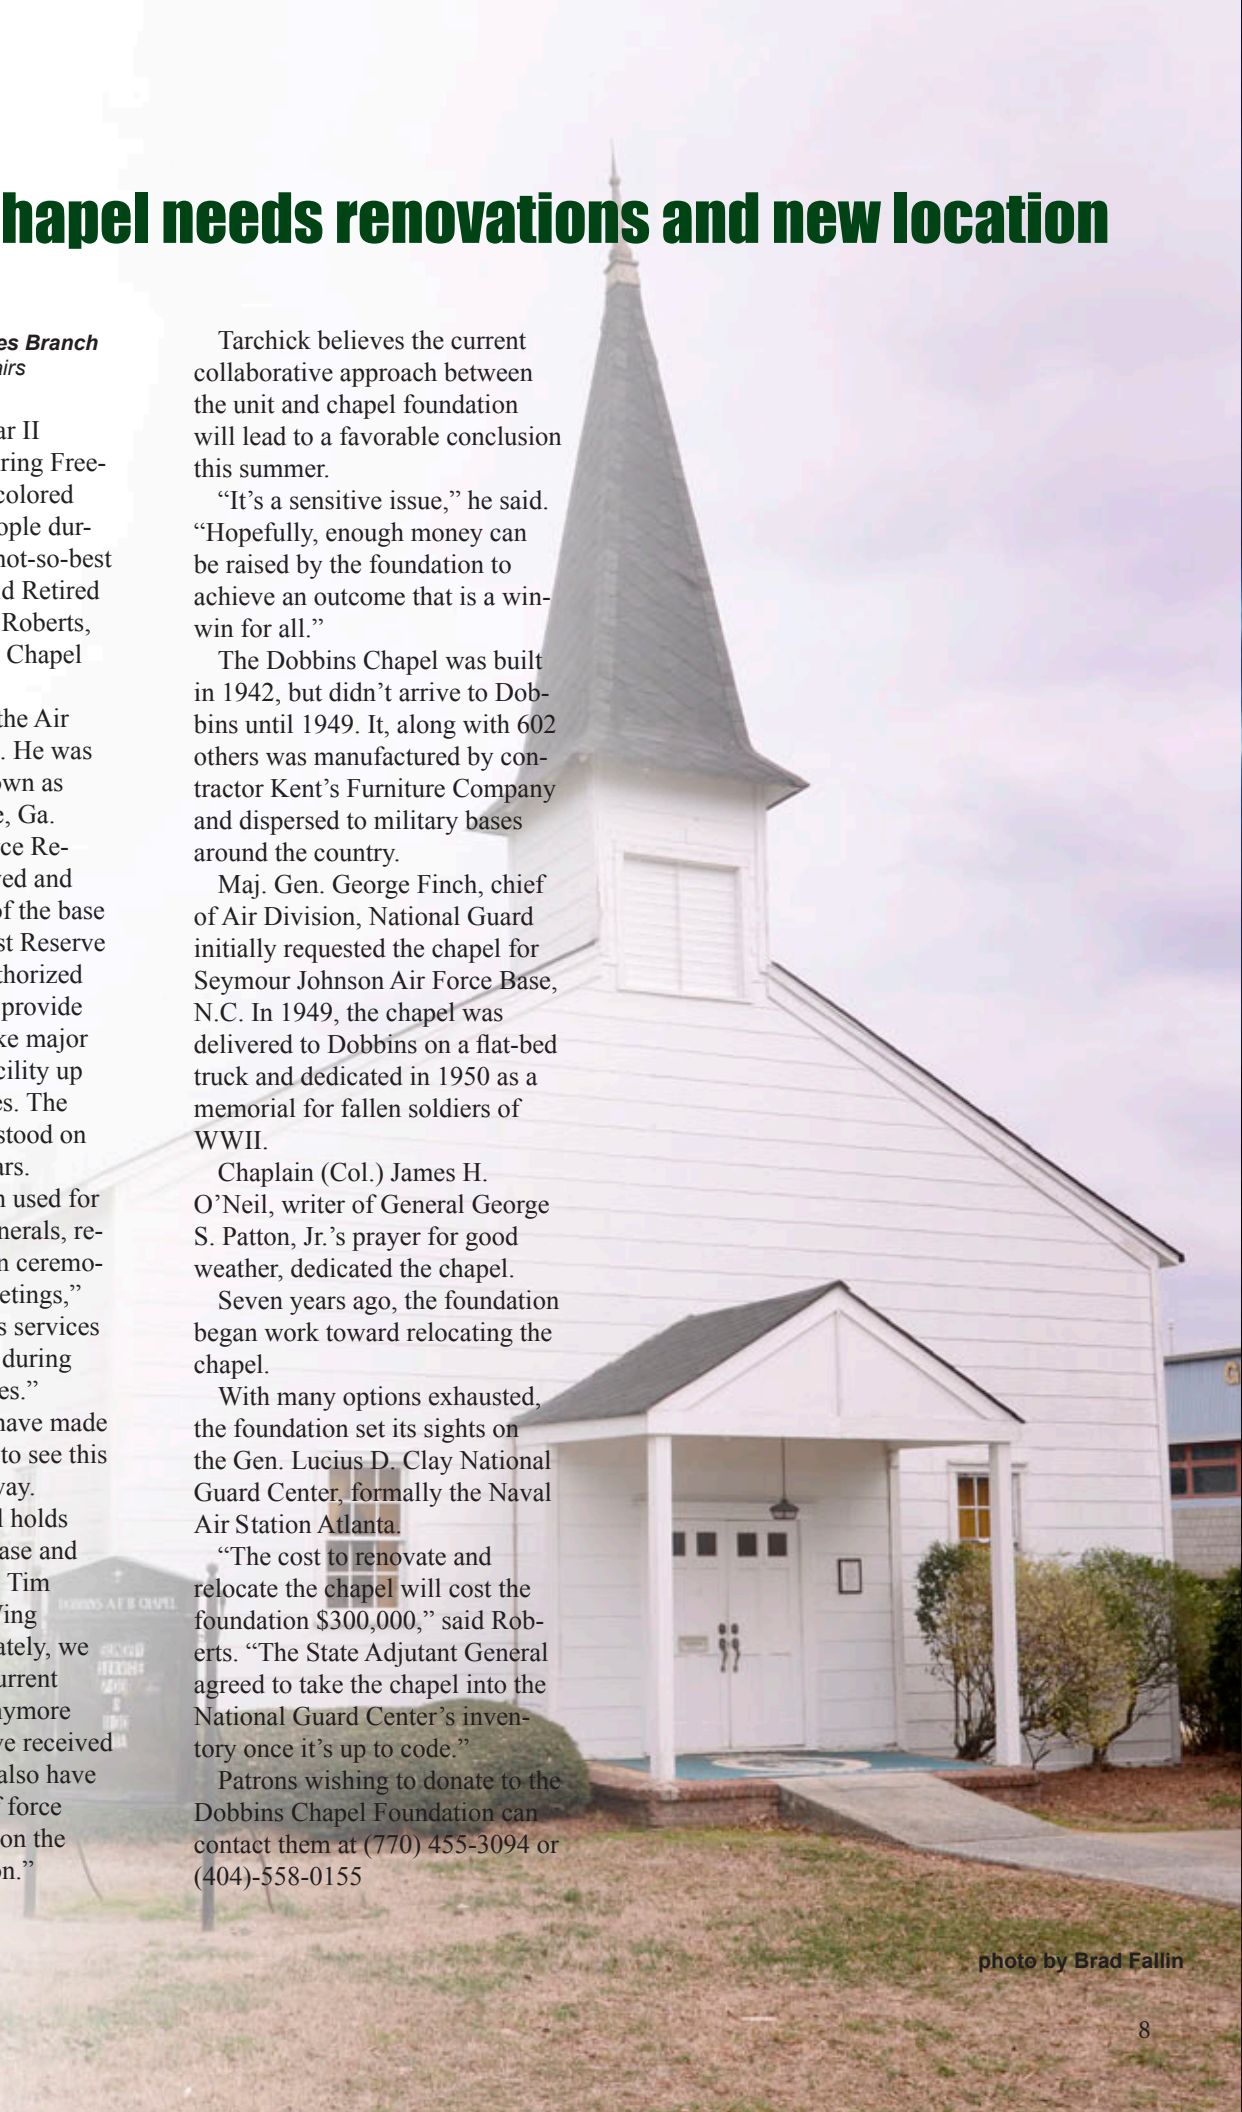 hapel needs renovations and new location
es Branch
airs
ar II
ring Free-
colored
ople dur-
not-so-best
d Retired
Roberts,
Chapel
the Air
. He was
own as
e, Ga.
ce Re-
ved and
of the base
st Reserve
thorized
provide
ke major
cility up
es. The
stood on
ars.
n used for
nerals, re-
n ceremo-
etings,”
s services
during
es.”
have made
to see this
way.
l holds
ase and
Tim
Wing
ately, we
urrent
nymore
ve received
also have
f force
on the
on.”
Tarchick believes the current
collaborative approach between
the unit and chapel foundation
will lead to a favorable conclusion
this summer.
“It’s a sensitive issue,” he said.
“Hopefully, enough money can
be raised by the foundation to
achieve an outcome that is a win-
win for all.”
The Dobbins Chapel was built
in 1942, but didn’t arrive to Dob-
bins until 1949. It, along with 602
others was manufactured by con-
tractor Kent’s Furniture Company
and dispersed to military bases
around the country.
Maj. Gen. George Finch, chief
of Air Division, National Guard
initially requested the chapel for
Seymour Johnson Air Force Base,
N.C. In 1949, the chapel was
delivered to Dobbins on a flat-bed
truck and dedicated in 1950 as a
memorial for fallen soldiers of
WWII.
Chaplain (Col.) James H.
O’Neil, writer of General George
S. Patton, Jr.’s prayer for good
weather, dedicated the chapel.
Seven years ago, the foundation
began work toward relocating the
chapel.
With many options exhausted,
the foundation set its sights on
the Gen. Lucius D. Clay National
Guard Center, formally the Naval
Air Station Atlanta.
“The cost to renovate and
relocate the chapel will cost the
foundation $300,000,” said Rob-
erts. “The State Adjutant General
agreed to take the chapel into the
National Guard Center’s inven-
tory once it’s up to code.”
Patrons wishing to donate to the
Dobbins Chapel Foundation can
contact them at (770) 455-3094 or
(404)-558-0155
DOBBINS A F B CHAPEL
photo by Brad Fallin
8